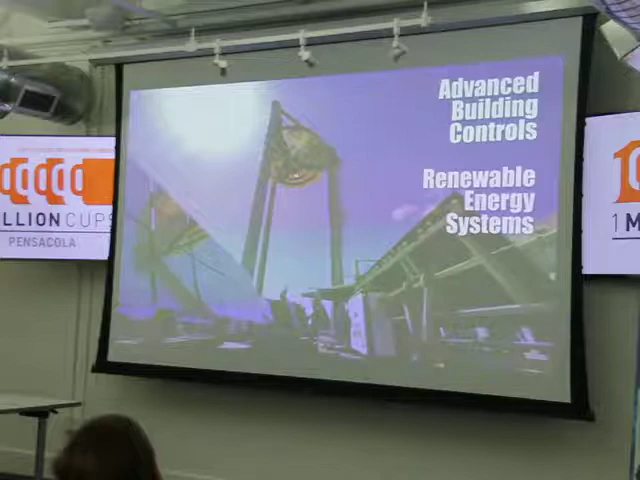 Advanced
Building
Controls
Renewable
Energy
Systems
LLION CUPS
PENSACOLA
1 M